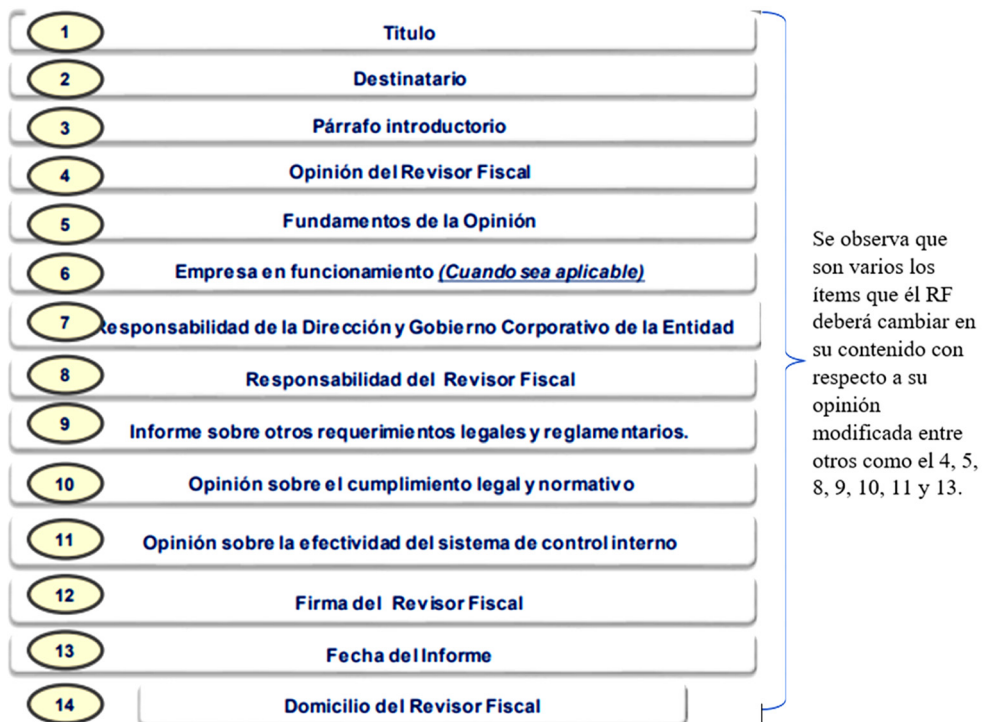 1 Titulo
2 Destinatario
3 Párrafo introductorio
4 Opinión del Revisor Fiscal
5 Fundamentos de la Opinión
6 Empresa en funcionamiento (Cuando sea aplicable)
7 Responsabilidad de la Dirección y Gobierno Corporativo de la Entidad
8 Responsabilidad del Revisor Fiscal
9 Informe sobre otros requerimientos legales y reglamentarios.
10 Opinión sobre el cumplimiento legal y normativo
11 Opinión sobre la efectividad del sistema de control interno
12 Firma del Revisor Fiscal
13 Fecha del Informe
14 Domicilio del Revisor Fiscal
Se observa que
son varios los
ítems que él RF
deberá cambiar en
su contenido con
respecto a su
opinión
modificada entre
otros como el 4, 5,
8, 9, 10, 11 y 13.